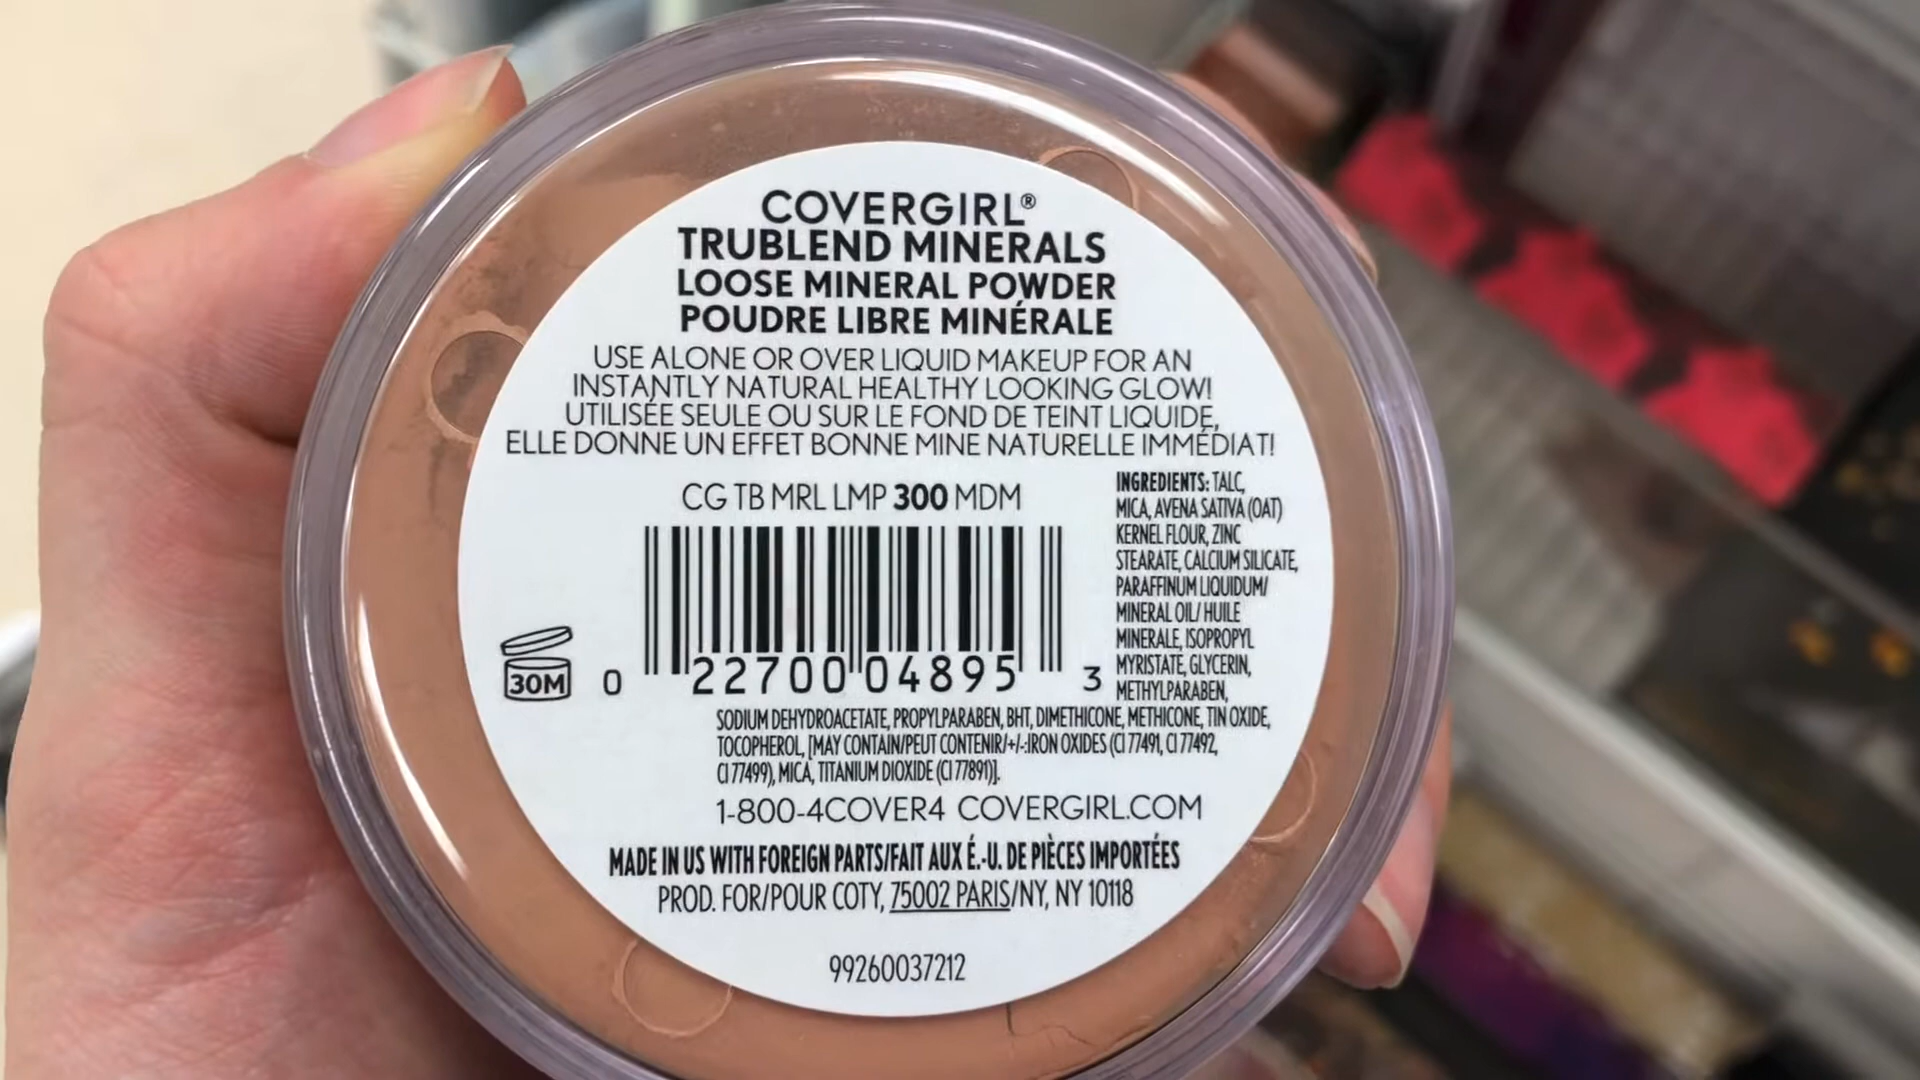 COVERGIRL®
TRUBLEND MINERALS
LOOSE MINERAL POWDER
POUDRE LIBRE MINÉRALE
USE ALONE OR OVER LIQUID MAKEUP FOR AN
INSTANTLY NATURAL HEALTHY LOOKING GLOW!
UTILISÉE SEULE OU SUR LE FOND DE TEINT LIQUIDE,
ELLE DONNE UN EFFET BONNE MINE NATURELLE IMMÉDIAT!
CG TB MRL LMP 300 MDM
30M
0 22700 04895 3
INGREDIENTS: TALC,
MICA, AVENA SATIVA (OAT)
KERNEL FLOUR, ZINC
STEARATE, CALCIUM SILICATE,
PARAFFINUM LIQUIDUM/
MINERAL OIL/ HUILE
MINERALE, ISOPROPYL
MYRISTATE, GLYCERIN,
METHYLPARABEN,
SODIUM DEHYDROACETATE, PROPYLPARABEN, BHT, DIMETHICONE, METHICONE, TIN OXIDE,
TOCOPHEROL, [MAY CONTAIN/PEUT CONTENIR/+/-:IRON OXIDES (CI 77491, CI 77492,
CI 77499), MICA, TITANIUM DIOXIDE (CI 77891)].
1-800-4COVER4 COVERGIRL.COM
MADE IN US WITH FOREIGN PARTS/FAIT AUX É.-U. DE PIÈCES IMPORTÉES
PROD. FOR/POUR COTY, 75002 PARIS/NY, NY 10118
99260037212